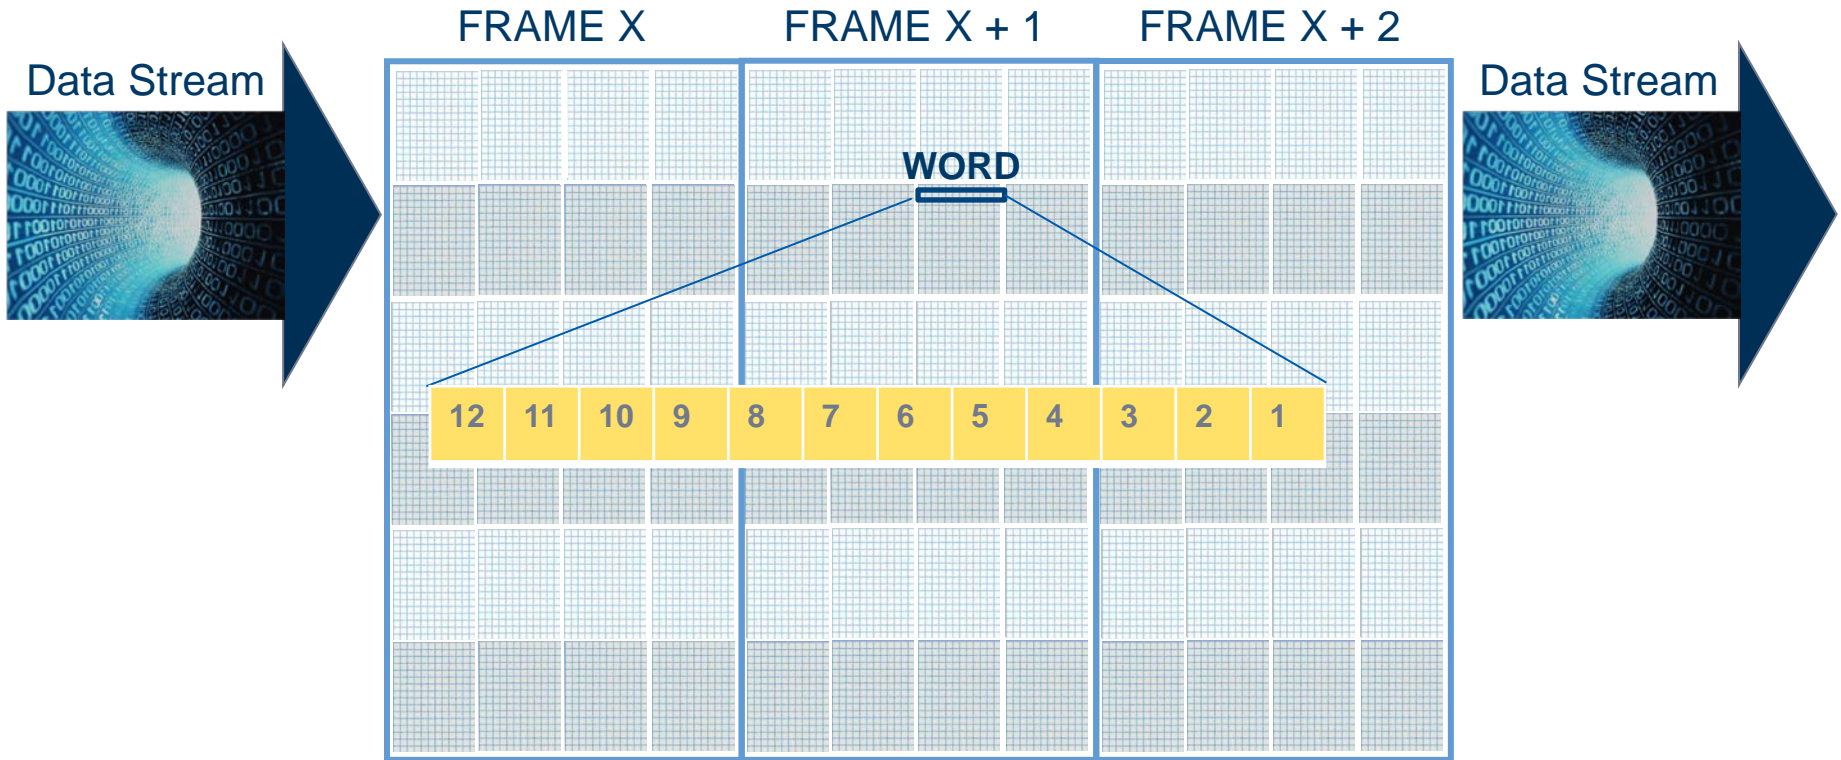 FRAME X
FRAME X + 1
FRAME X + 2
Data Stream
Data Stream
WORD
12 11 10 9 8 7 6 5 4 3 2 1